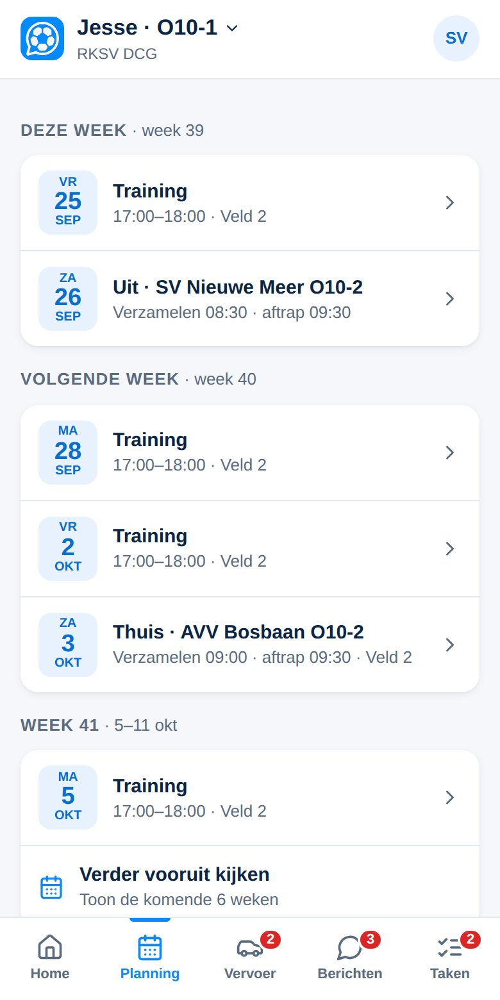 Jesse · O10-1
RKSV DCG
SV
DEZE WEEK · week 39
VR
25
SEP
Training
17:00–18:00 · Veld 2
ZA
26
SEP
Uit · SV Nieuwe Meer O10-2
Verzamelen 08:30 · aftrap 09:30
VOLGENDE WEEK · week 40
MA
28
SEP
Training
17:00–18:00 · Veld 2
VR
2
OKT
Training
17:00–18:00 · Veld 2
ZA
3
OKT
Thuis · AVV Bosbaan O10-2
Verzamelen 09:00 · aftrap 09:30 · Veld 2
WEEK 41 · 5–11 okt
MA
5
OKT
Training
17:00–18:00 · Veld 2
Verder vooruit kijken
Toon de komende 6 weken
Home
Planning
2
Vervoer
3
Berichten
2
Taken